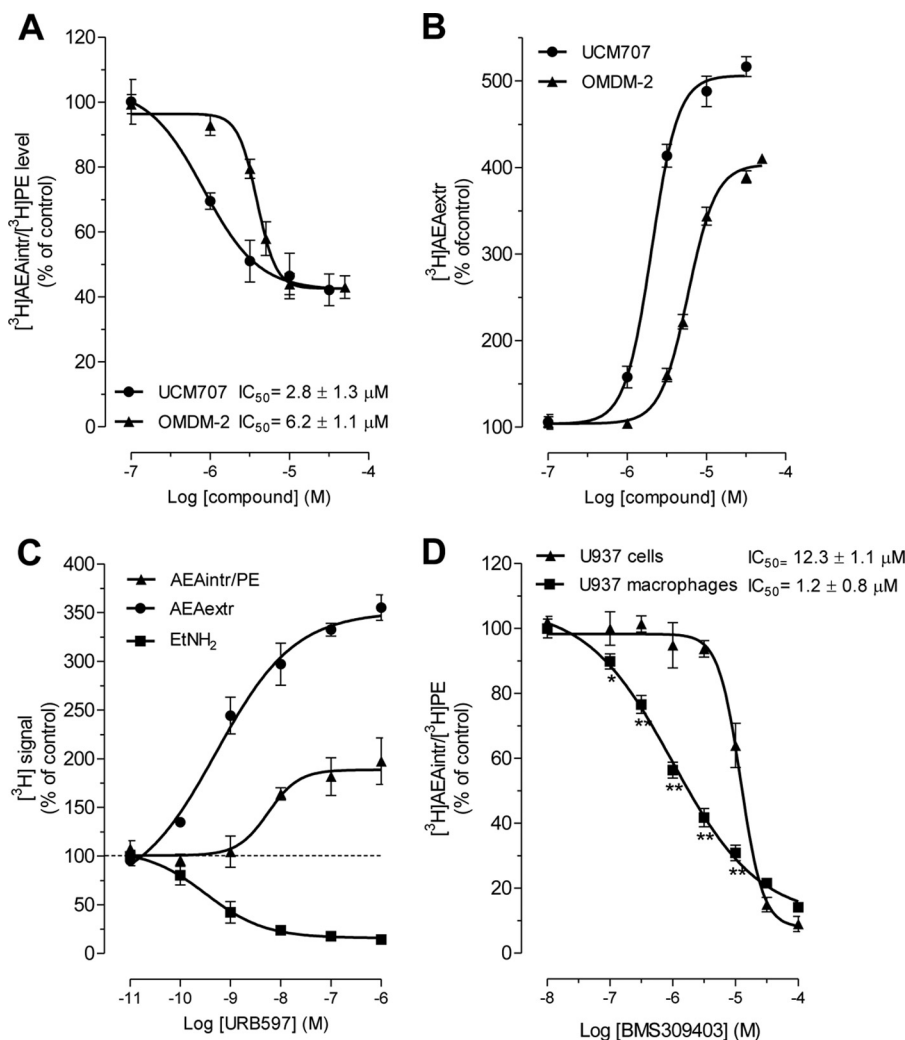 A
120
100
80
60
40
20
0
[³H]AEAintr/[³H]PE level
(% of control)
UCM707 IC₅₀= 2.8 ± 1.3 μM
OMDM-2 IC₅₀= 6.2 ± 1.1 μM
-7 -6 -5 -4
Log [compound] (M)
B
UCM707
OMDM-2
500
400
300
200
100
[³H]AEAextr
(% ofcontrol)
-7 -6 -5 -4
Log [compound] (M)
C
400
350
300
250
200
150
100
50
0
[³H] signal
(% of control)
AEAintr/PE
AEAextr
EtNH₂
-11 -10 -9 -8 -7 -6
Log [URB597] (M)
D
U937 cells IC₅₀= 12.3 ± 1.1 μM
U937 macrophages IC₅₀= 1.2 ± 0.8 μM
120
100
80
60
40
20
0
[³H]AEAintr/[³H]PE
(% of control)
*
**
**
**
**
-8 -7 -6 -5 -4
Log [BMS309403] (M)